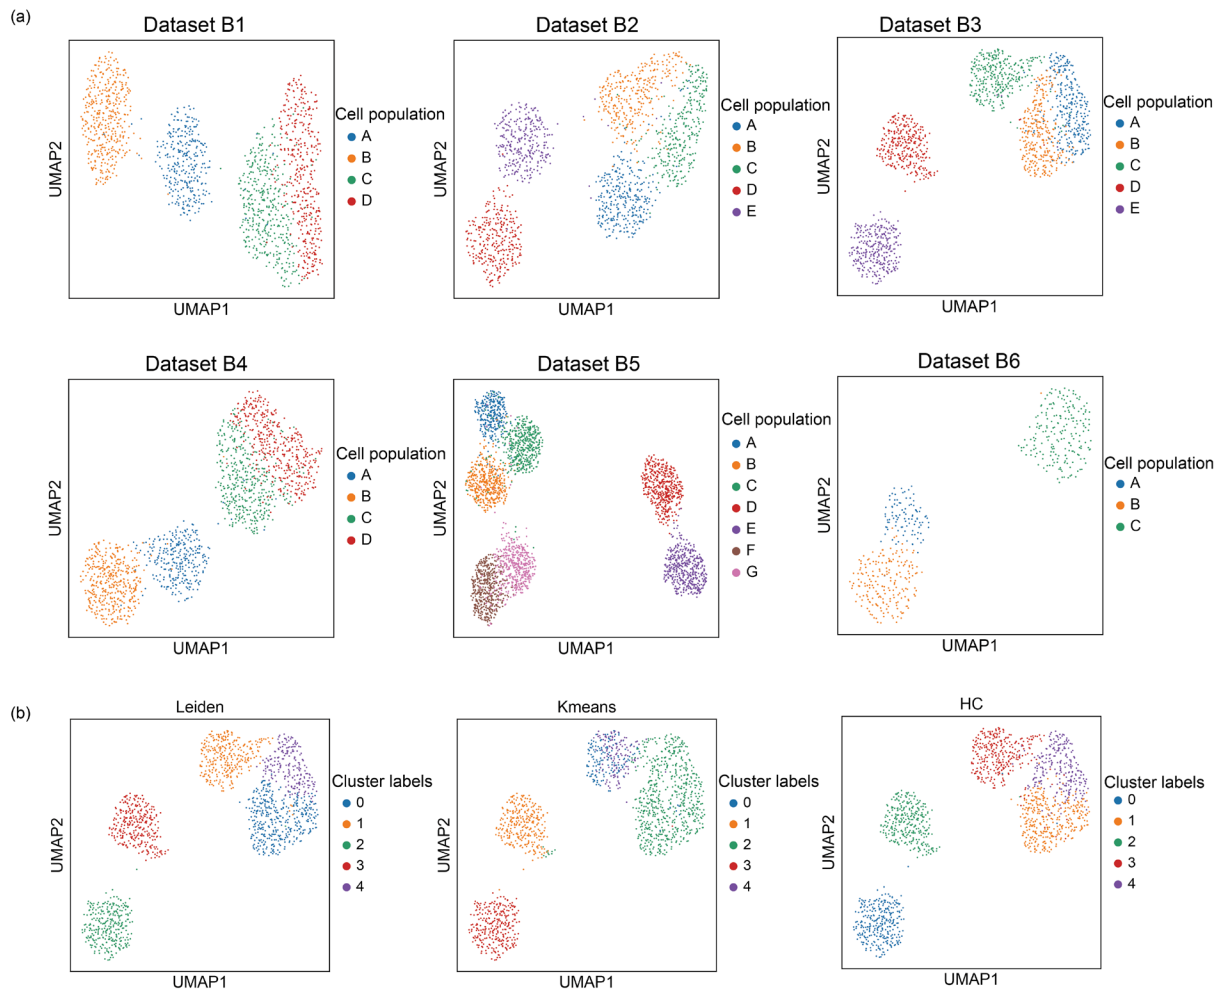 (a)
Dataset B1
UMAP2
UMAP1
Cell population
A
B
C
D
Dataset B2
UMAP2
UMAP1
Cell population
A
B
C
D
E
Dataset B3
UMAP2
UMAP1
Cell population
A
B
C
D
E
Dataset B4
UMAP2
UMAP1
Cell population
A
B
C
D
Dataset B5
UMAP2
UMAP1
Cell population
A
B
C
D
E
F
G
Dataset B6
UMAP2
UMAP1
Cell population
A
B
C
(b)
Leiden
UMAP2
UMAP1
Cluster labels
0
1
2
3
4
Kmeans
UMAP2
UMAP1
Cluster labels
0
1
2
3
4
HC
UMAP2
UMAP1
Cluster labels
0
1
2
3
4